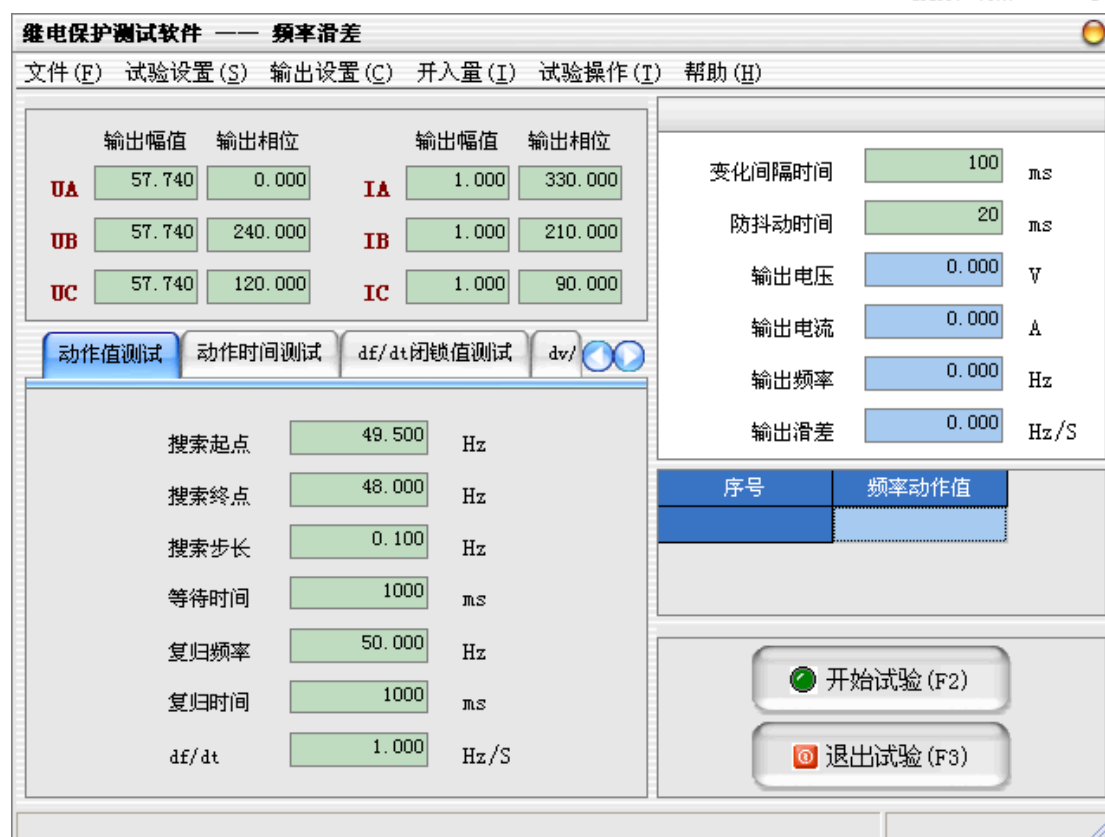 继电保护测试软件 —— 频率滑差
文件(F) 试验设置(S) 输出设置(C) 开入量(I) 试验操作(T) 帮助(H)
输出幅值 输出相位 输出幅值 输出相位
UA 57.740 0.000 IA 1.000 330.000
UB 57.740 240.000 IB 1.000 210.000
UC 57.740 120.000 IC 1.000 90.000
变化间隔时间 100 ms
防抖动时间 20 ms
输出电压 0.000 V
输出电流 0.000 A
输出频率 0.000 Hz
输出滑差 0.000 Hz/S
动作值测试 动作时间测试 df/dt闭锁值测试 dv/
搜索起点 49.500 Hz
搜索终点 48.000 Hz
搜索步长 0.100 Hz
等待时间 1000 ms
复归频率 50.000 Hz
复归时间 1000 ms
df/dt 1.000 Hz/S
序号 频率动作值
开始试验(F2)
退出试验(F3)